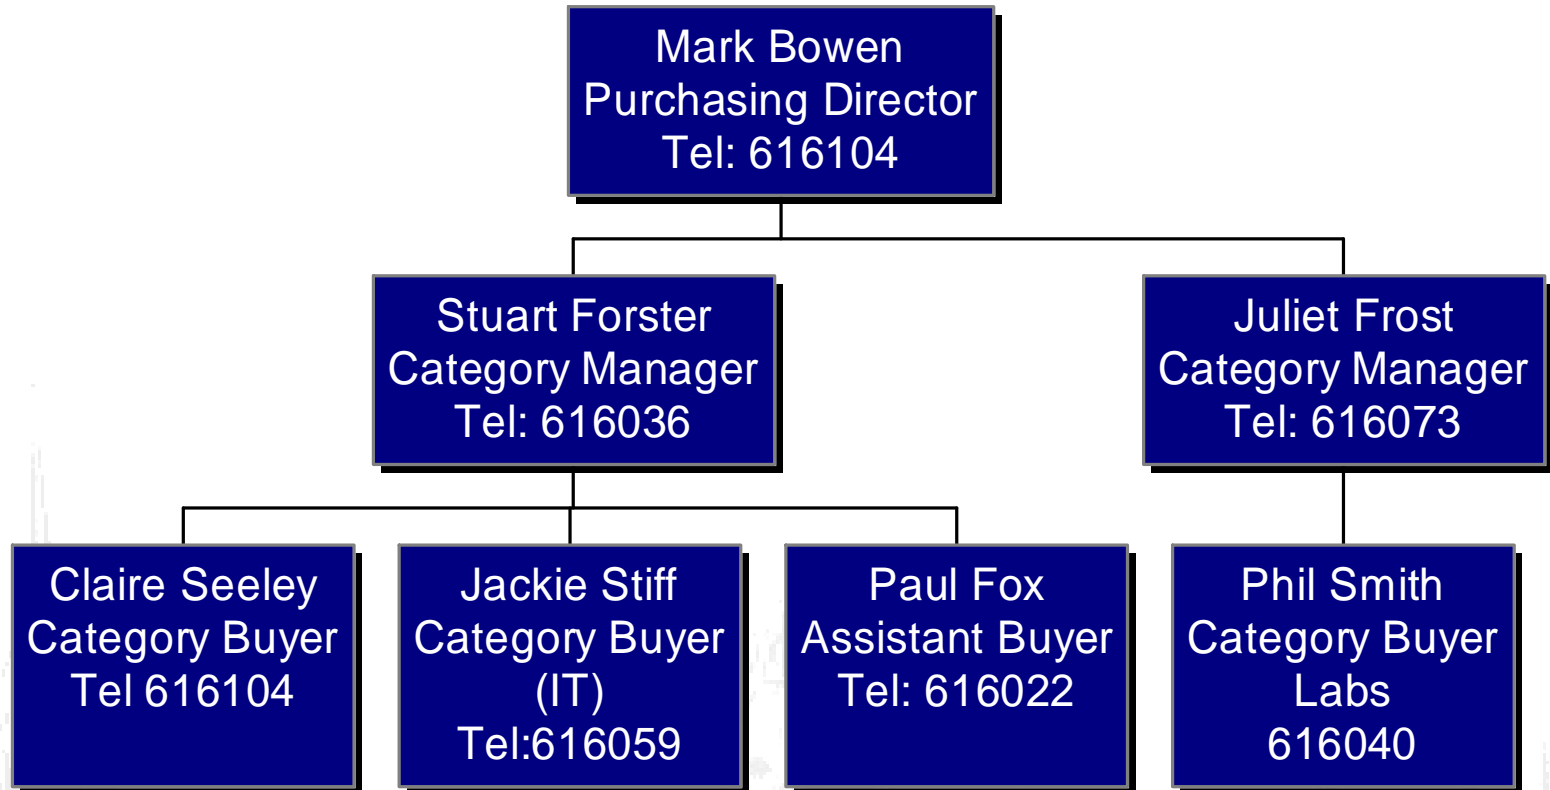 Mark Bowen
Purchasing Director
Tel: 616104
Stuart Forster
Category Manager
Tel: 616036
Juliet Frost
Category Manager
Tel: 616073
Claire Seeley
Category Buyer
Tel 616104
Jackie Stiff
Category Buyer
(IT)
Tel:616059
Paul Fox
Assistant Buyer
Tel: 616022
Phil Smith
Category Buyer
Labs
616040